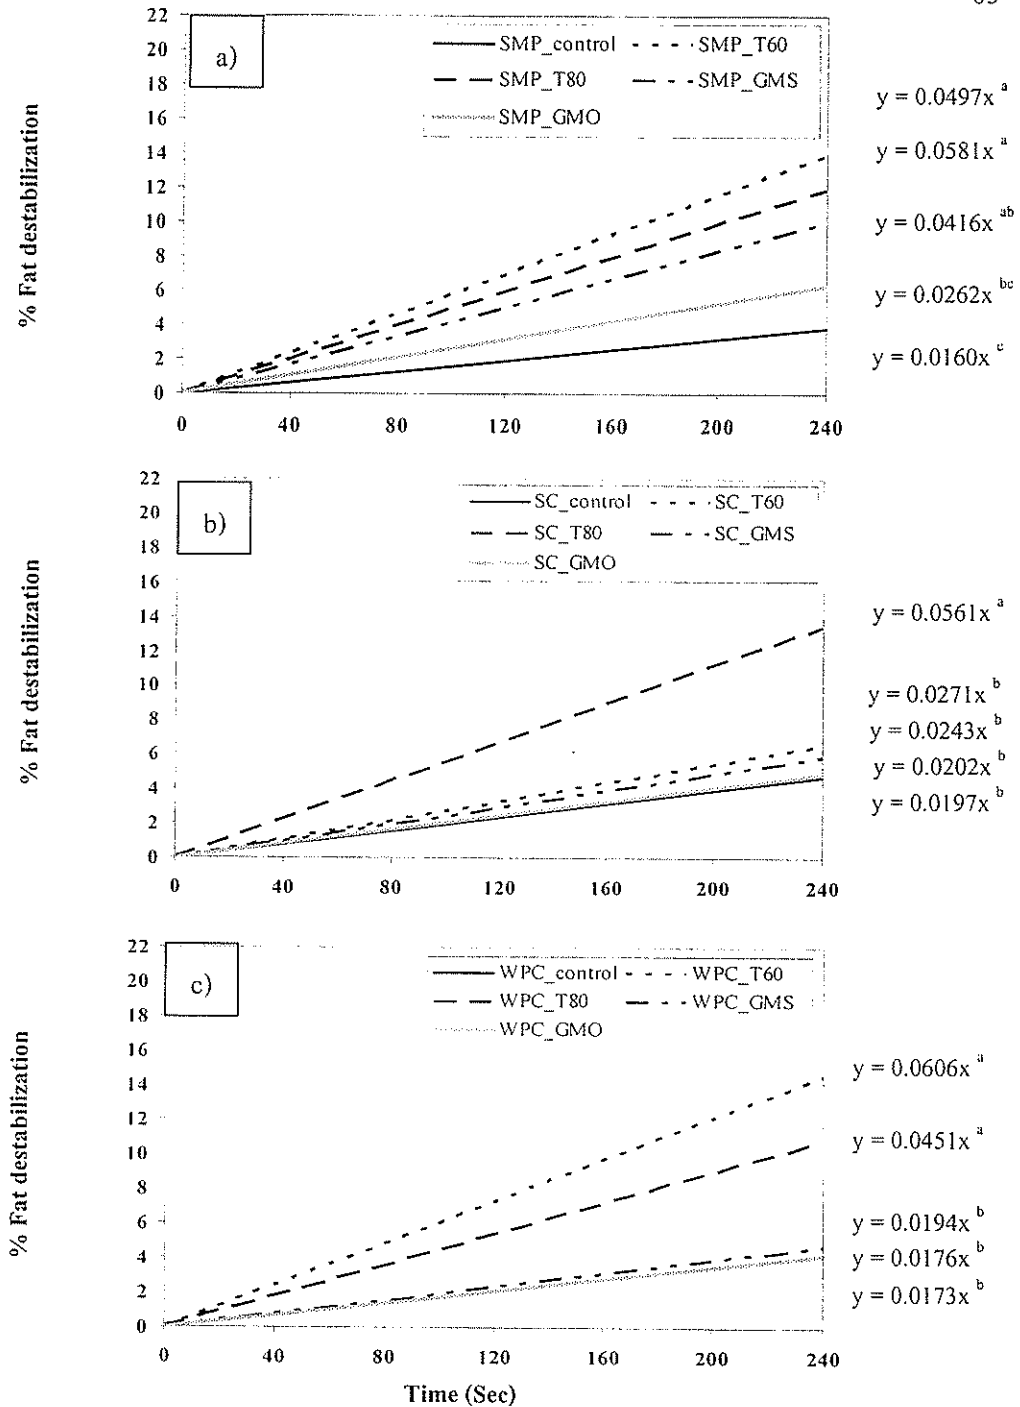 22
20
18
16
14
12
10
8
6
4
2
0
a)
SMP_control
SMP_T60
SMP_T80
SMP_GMS
SMP_GMO
% Fat destabilization
0 40 80 120 160 200 240
y = 0.0497x a
y = 0.0581x a
y = 0.0416x ab
y = 0.0262x bc
y = 0.0160x c
22
20
18
16
14
12
10
8
6
4
2
0
b)
SC_control
SC_T60
SC_T80
SC_GMS
SC_GMO
% Fat destabilization
0 40 80 120 160 200 240
y = 0.0561x a
y = 0.0271x b
y = 0.0243x b
y = 0.0202x b
y = 0.0197x b
22
20
18
16
14
12
10
8
6
4
2
0
c)
WPC_control
WPC_T60
WPC_T80
WPC_GMS
WPC_GMO
% Fat destabilization
0 40 80 120 160 200 240
y = 0.0606x a
y = 0.0451x a
y = 0.0194x b
y = 0.0176x b
y = 0.0173x b
Time (Sec)